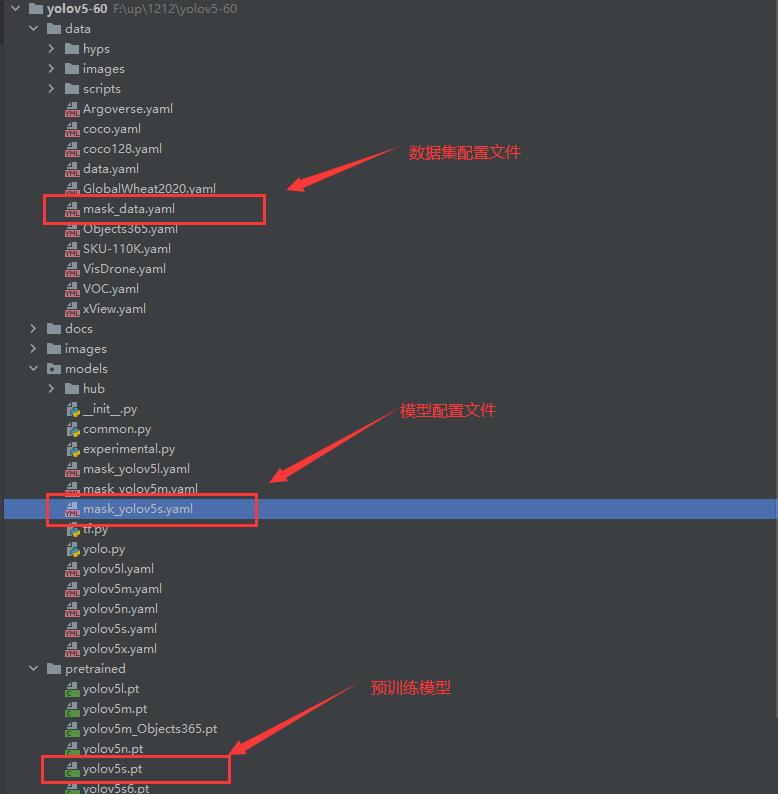 yolov5-60 F:\up\1212\yolov5-60
data
hyps
images
scripts
Argoverse.yaml
coco.yaml
coco128.yaml
数据集配置文件
data.yaml
GlobalWheat2020.yaml
mask_data.yaml
Objects365.yaml
SKU-110K.yaml
VisDrone.yaml
VOC.yaml
xView.yaml
docs
images
models
hub
__init__.py
模型配置文件
common.py
experimental.py
mask_yolov5l.yaml
mask_yolov5m.yaml
mask_yolov5s.yaml
tf.py
yolo.py
yolov5l.yaml
yolov5m.yaml
yolov5n.yaml
yolov5s.yaml
yolov5x.yaml
pretrained
yolov5l.pt
预训练模型
yolov5m.pt
yolov5m_Objects365.pt
yolov5n.pt
yolov5s.pt
yolov5s6.pt